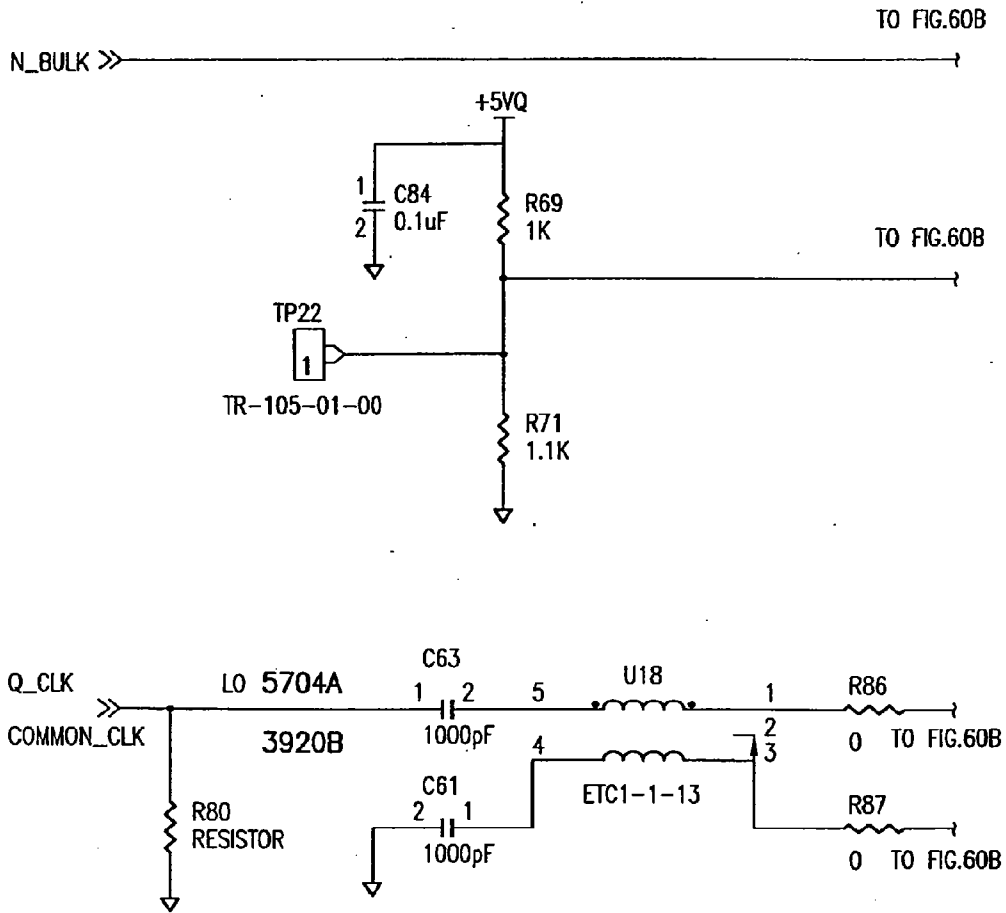 TO FIG.60B
N_BULK
+5VQ
1
C84
0.1uF
2
R69
1K
TO FIG.60B
TP22
1
TR-105-01-00
R71
1.1K
Q_CLK
COMMON_CLK
LO 5704A
3920B
C63
1 2
1000pF
5
U18
1
R86
2
0 TO FIG.60B
3
4
ETC1-1-13
C61
2 1
1000pF
R80
RESISTOR
R87
0 TO FIG.60B